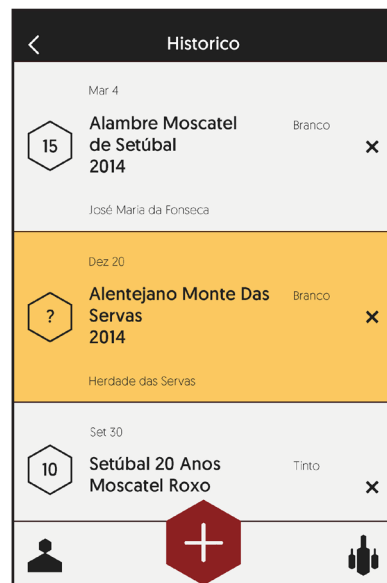 Historico
Mar 4
Alambre Moscatel
de Setúbal
2014
Branco
15
José Maria da Fonseca
Dez 20
Alentejano Monte Das
Servas
2014
Branco
?
Herdade das Servas
Set 30
Setúbal 20 Anos
Moscatel Roxo
Tinto
10